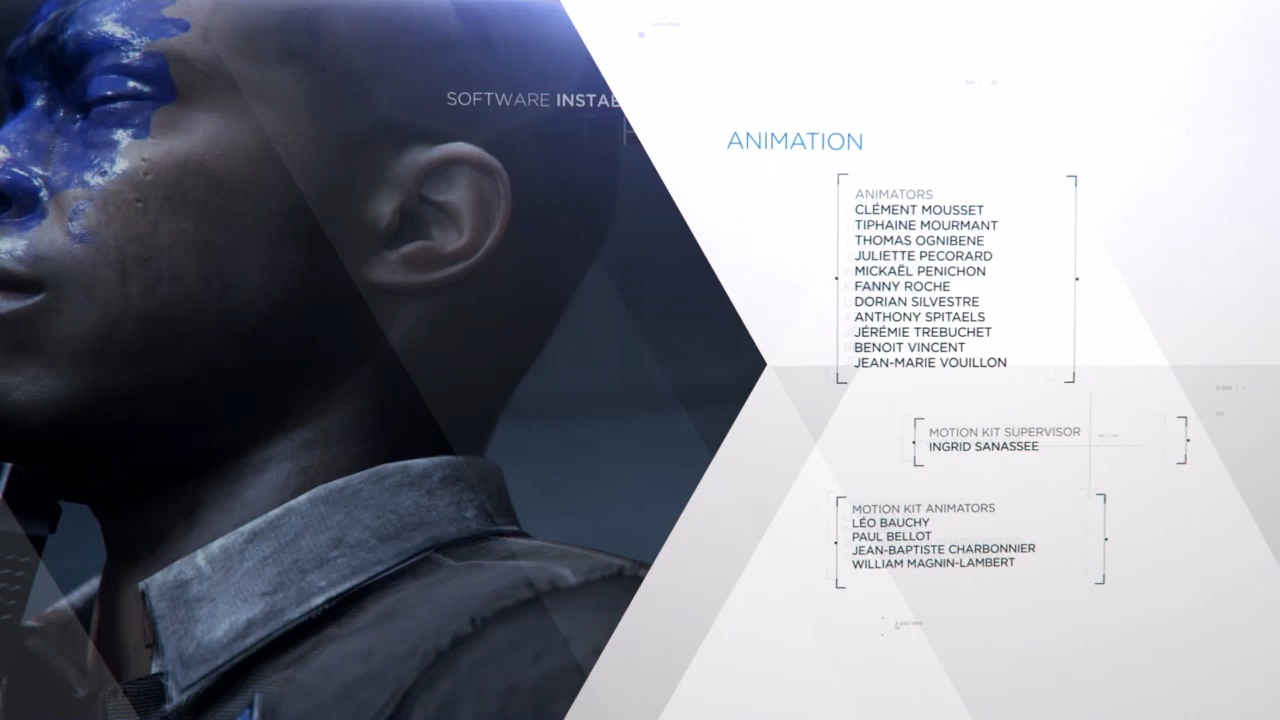 SOFTWARE INSTAB
ANIMATION
ANIMATORS
CLÉMENT MOUSSET
TIPHAINE MOURMANT
THOMAS OGNIBENE
JULIETTE PECORARD
MICKAËL PENICHON
FANNY ROCHE
DORIAN SILVESTRE
ANTHONY SPITAELS
JÉRÉMIE TREBUCHET
BENOIT VINCENT
JEAN-MARIE VOUILLON
MOTION KIT SUPERVISOR
INGRID SANASSEE
MOTION KIT ANIMATORS
LÉO BAUCHY
PAUL BELLOT
JEAN-BAPTISTE CHARBONNIER
WILLIAM MAGNIN-LAMBERT